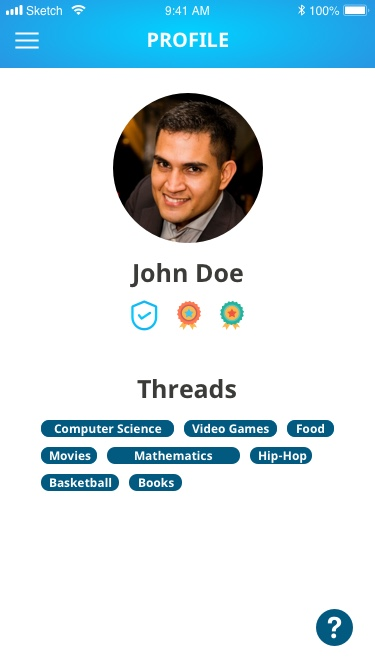 Sketch 9:41 AM 100%
PROFILE
John Doe
Threads
Computer Science Video Games Food
Movies Mathematics Hip-Hop
Basketball Books
?